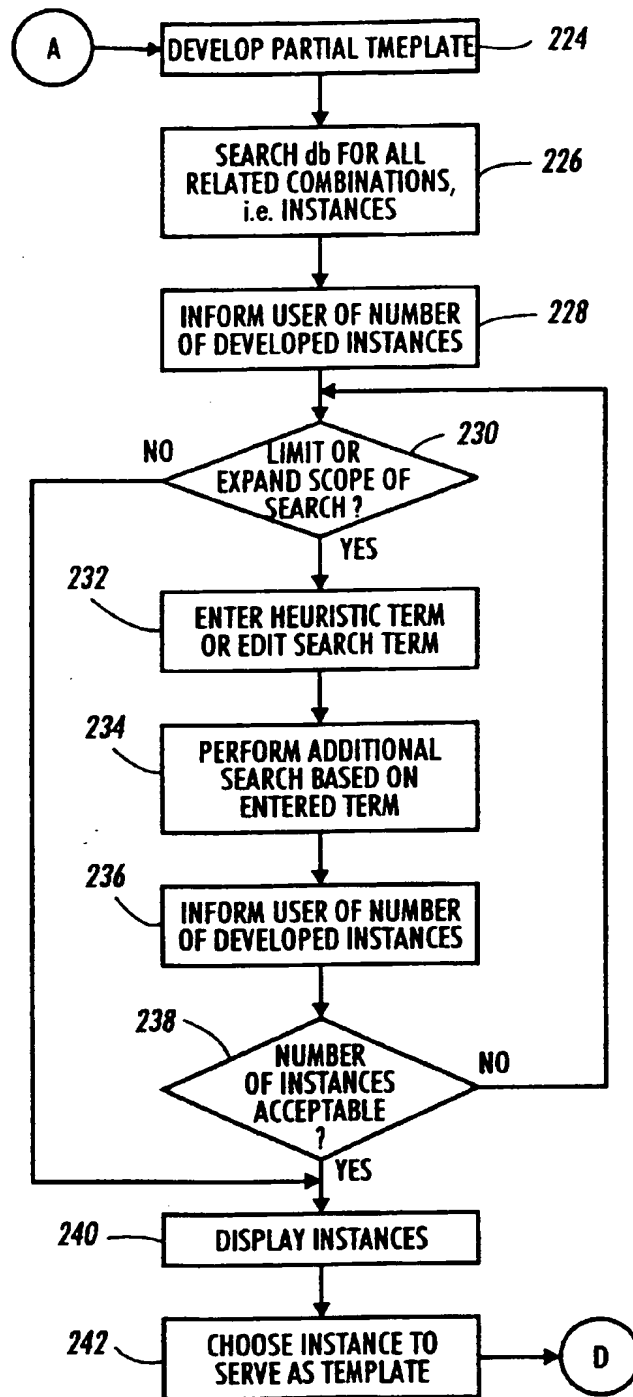 A
DEVELOP PARTIAL TMEPLATE
224
SEARCH db FOR ALL
RELATED COMBINATIONS,
i.e. INSTANCES
226
INFORM USER OF NUMBER
OF DEVELOPED INSTANCES
228
NO
LIMIT OR
EXPAND SCOPE OF
SEARCH ?
230
YES
232
ENTER HEURISTIC TERM
OR EDIT SEARCH TERM
234
PERFORM ADDITIONAL
SEARCH BASED ON
ENTERED TERM
236
INFORM USER OF NUMBER
OF DEVELOPED INSTANCES
238
NUMBER
OF INSTANCES
ACCEPTABLE
?
NO
YES
240
DISPLAY INSTANCES
242
CHOOSE INSTANCE TO
SERVE AS TEMPLATE
D